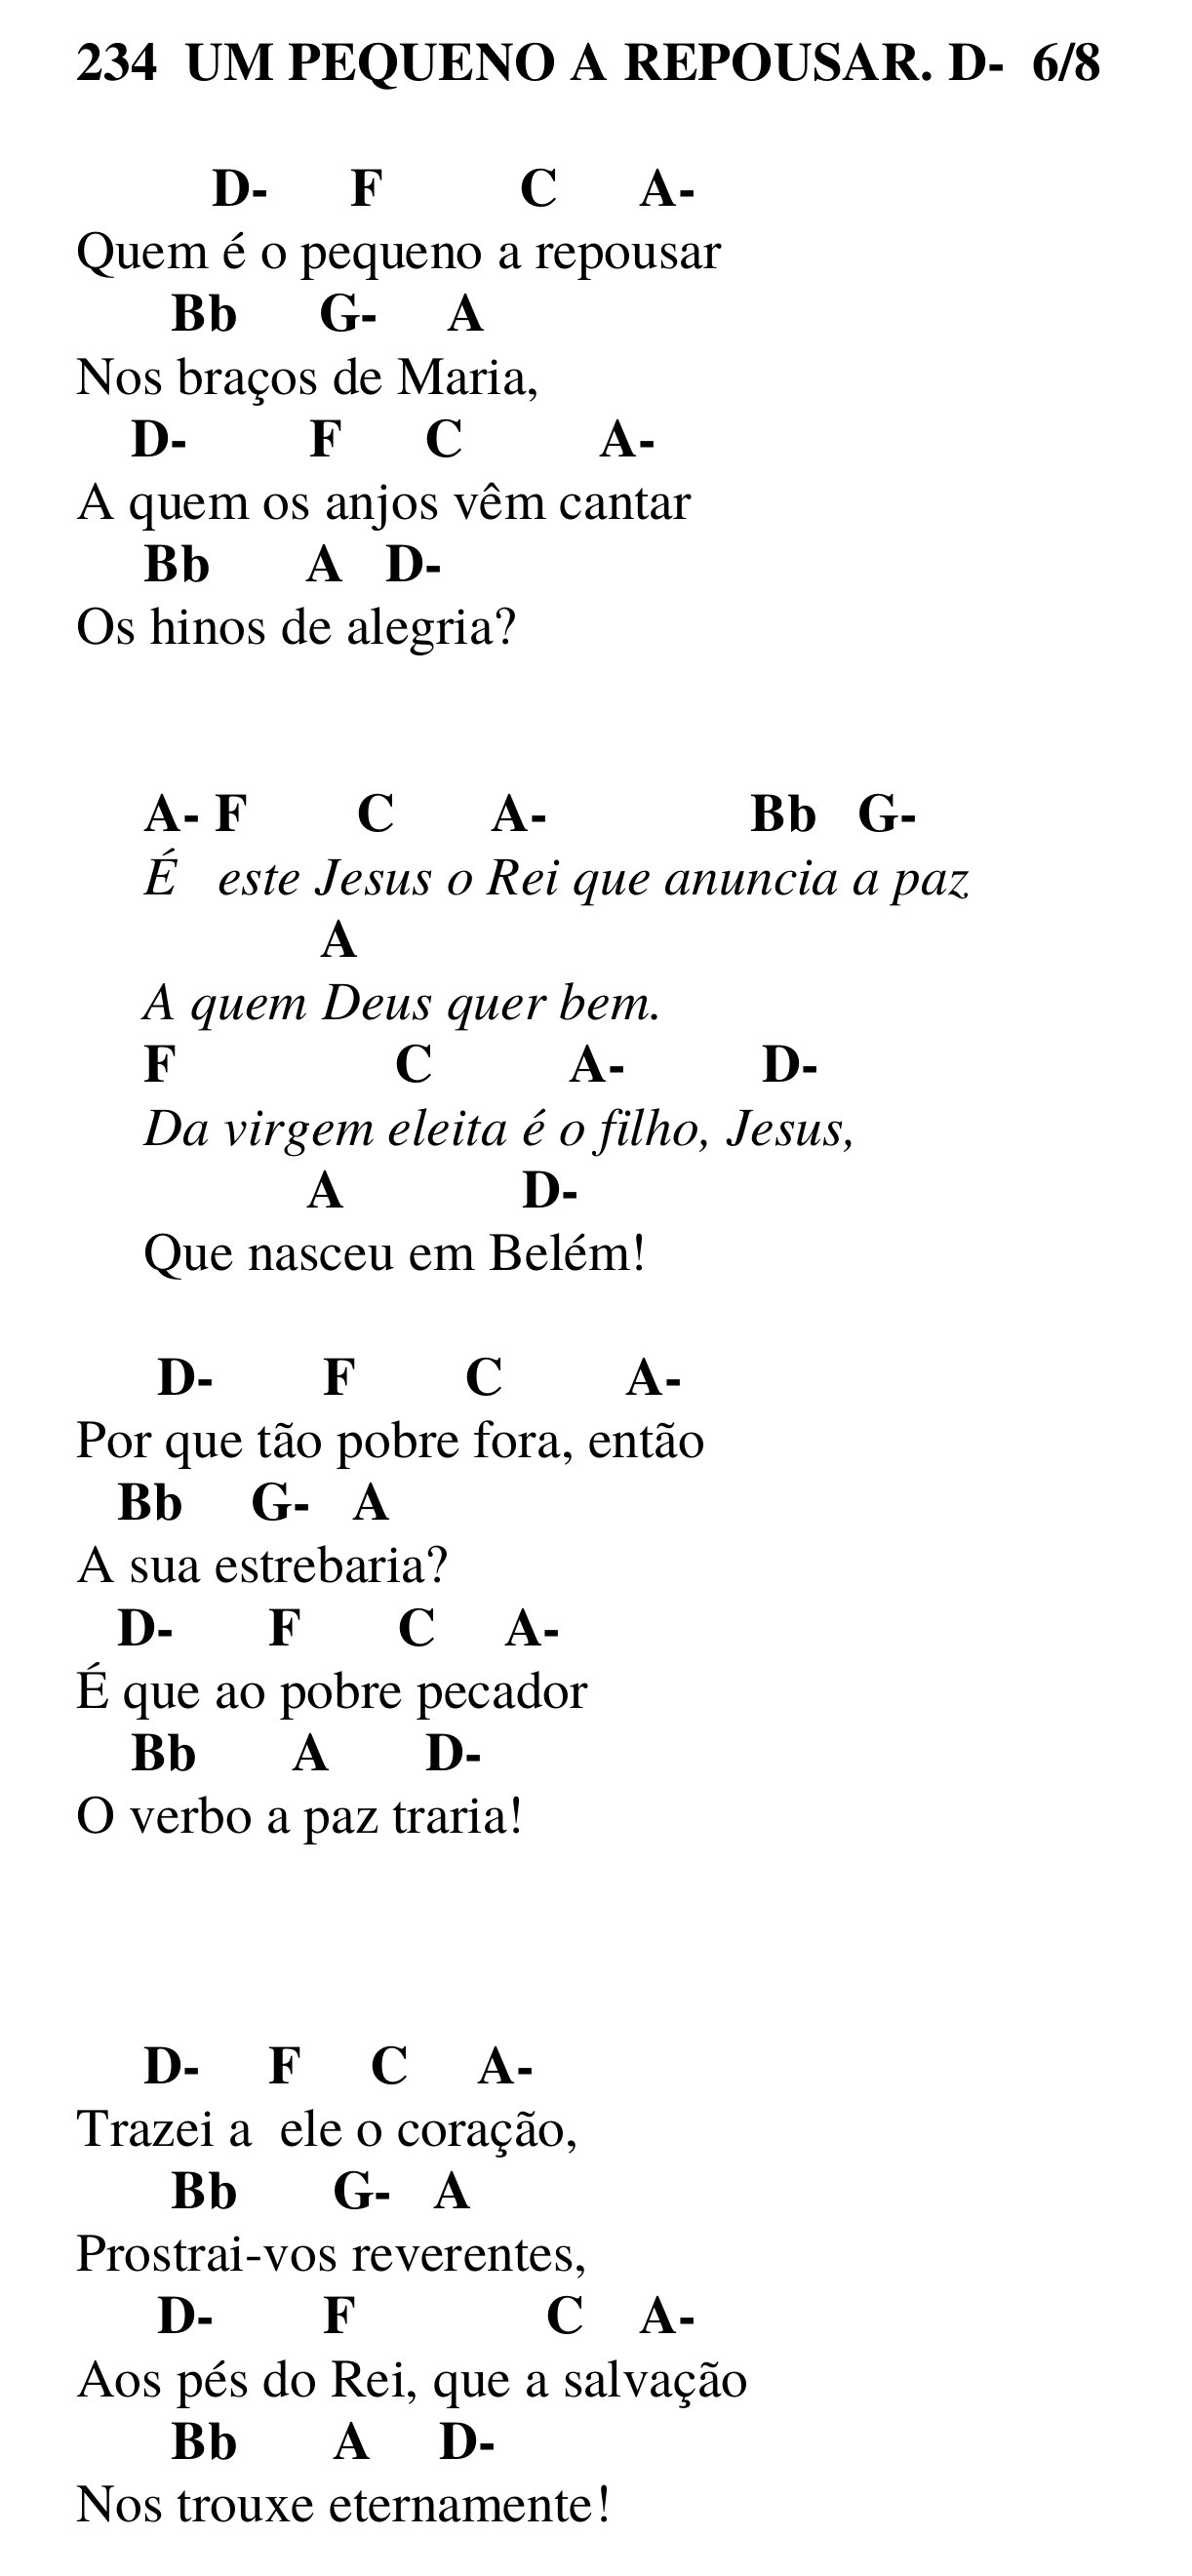 234  UM PEQUENO A REPOUSAR. D-  6/8
D-      F          C      A-
Quem é o pequeno a repousar
Bb      G-     A
Nos braços de Maria,
D-         F      C          A-
A quem os anjos vêm cantar
Bb       A   D-
Os hinos de alegria?
A- F        C       A-               Bb   G-
É   este Jesus o Rei que anuncia a paz
A
A quem Deus quer bem.
F                C          A-          D-
Da virgem eleita é o filho, Jesus,
A             D-
Que nasceu em Belém!
D-        F        C         A-
Por que tão pobre fora, então
Bb     G-   A
A sua estrebaria?
D-       F       C     A-
É que ao pobre pecador
Bb       A       D-
O verbo a paz traria!
D-     F     C     A-
Trazei a  ele o coração,
Bb       G-   A
Prostrai-vos reverentes,
D-        F              C    A-
Aos pés do Rei, que a salvação
Bb       A     D-
Nos trouxe eternamente!